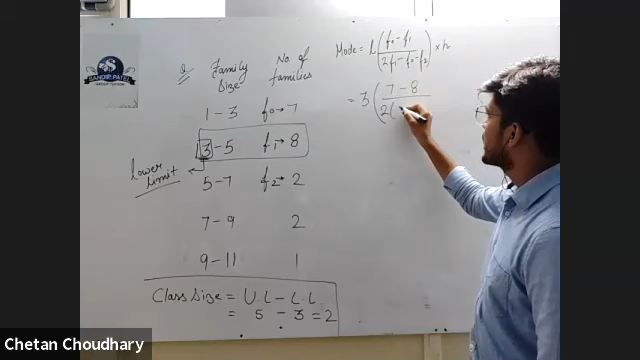 SANDIP PATEL
Mode = l (f₀-f₁ / 2f₁-f₀-f₂) × h
Q. Family Size No. of families
= 3 (7-8 / 2(
1-3 f₀→7
3-5 f₁→8
lower limit
5-7 f₂→2
7-9 2
9-11 1
Class Size = U.L - L.L
= 5 - 3 = 2
Chetan Choudhary